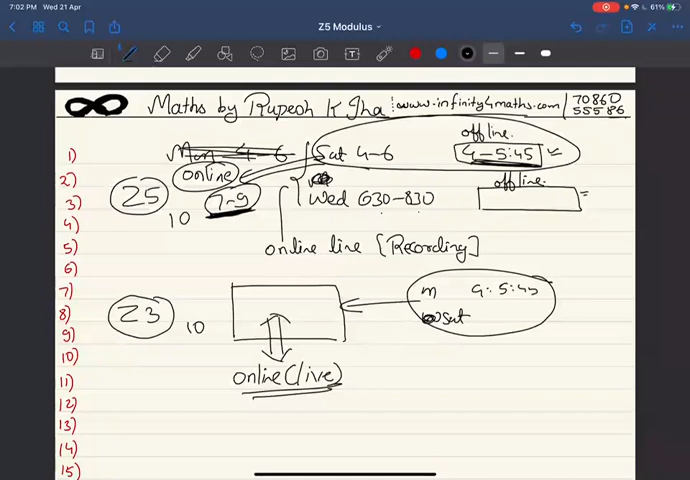 7:02 PM Wed 21 Apr
61%
Z5 Modulus
Maths by Rupesh K Jha | www.infinity4maths.com / 70860 55586
offline.
1) Mon 4-6 Sat 4-6 4-5:45
online
2) offline.
3) Z5 10 7-9 Wed 630-830
4)
5) online line [Recording]
6)
7) m
8) Z3 10 Sat
9)
10)
11) online (live)
12)
13)
14)
15)